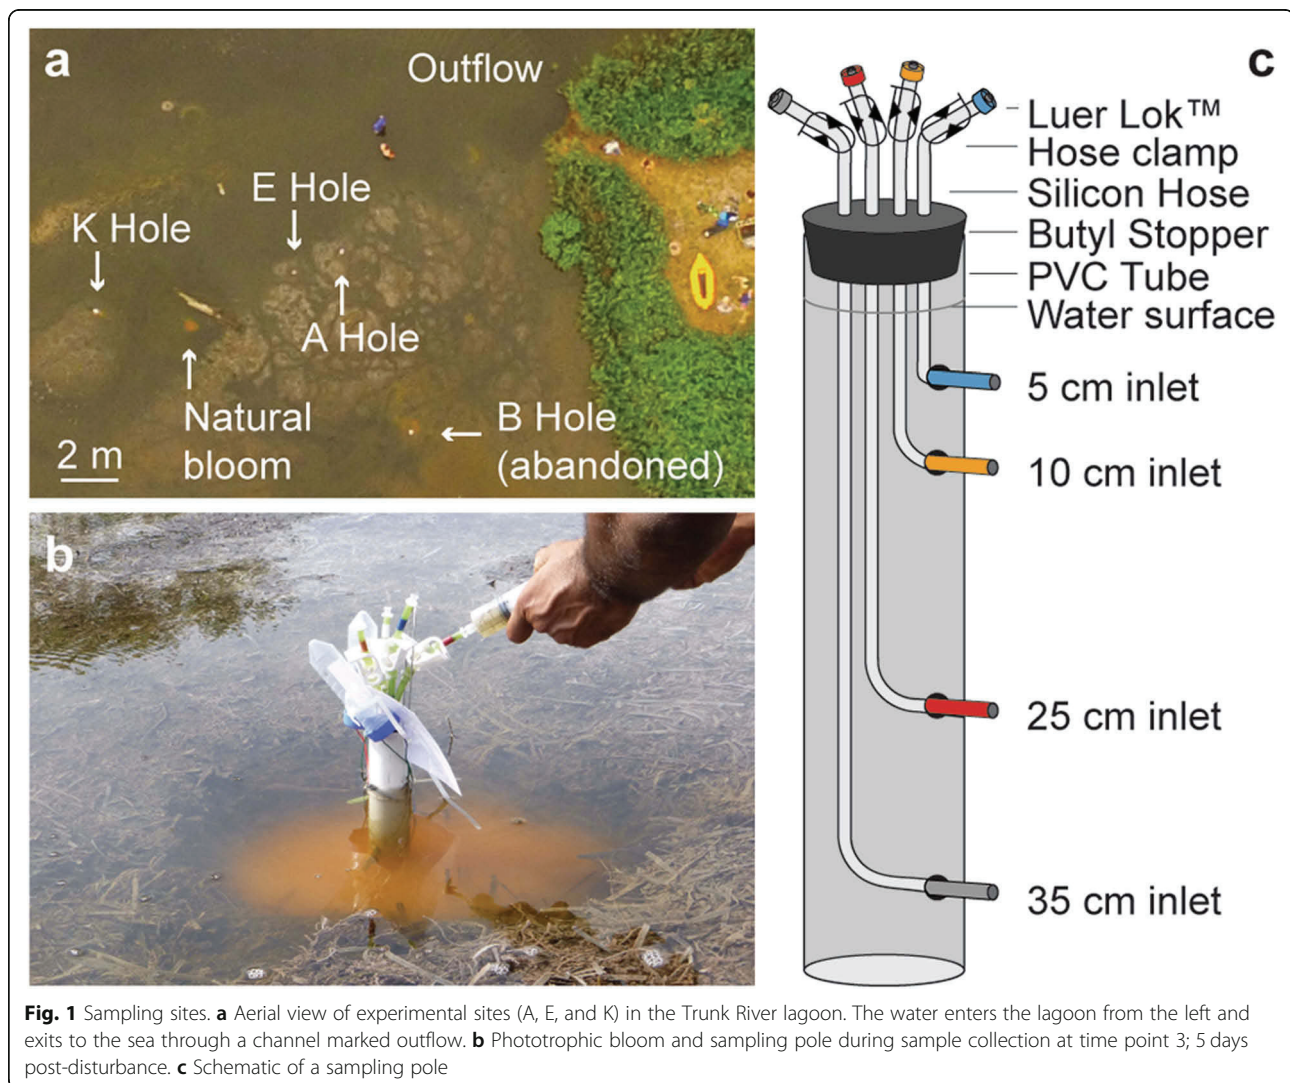 a
Outflow
E Hole
K Hole
A Hole
Natural
bloom
B Hole
(abandoned)
2 m
b
c
Luer Lok™
Hose clamp
Silicon Hose
Butyl Stopper
PVC Tube
Water surface
5 cm inlet
10 cm inlet
25 cm inlet
35 cm inlet
Fig. 1 Sampling sites. a Aerial view of experimental sites (A, E, and K) in the Trunk River lagoon. The water enters the lagoon from the left and
exits to the sea through a channel marked outflow. b Phototrophic bloom and sampling pole during sample collection at time point 3; 5 days
post-disturbance. c Schematic of a sampling pole